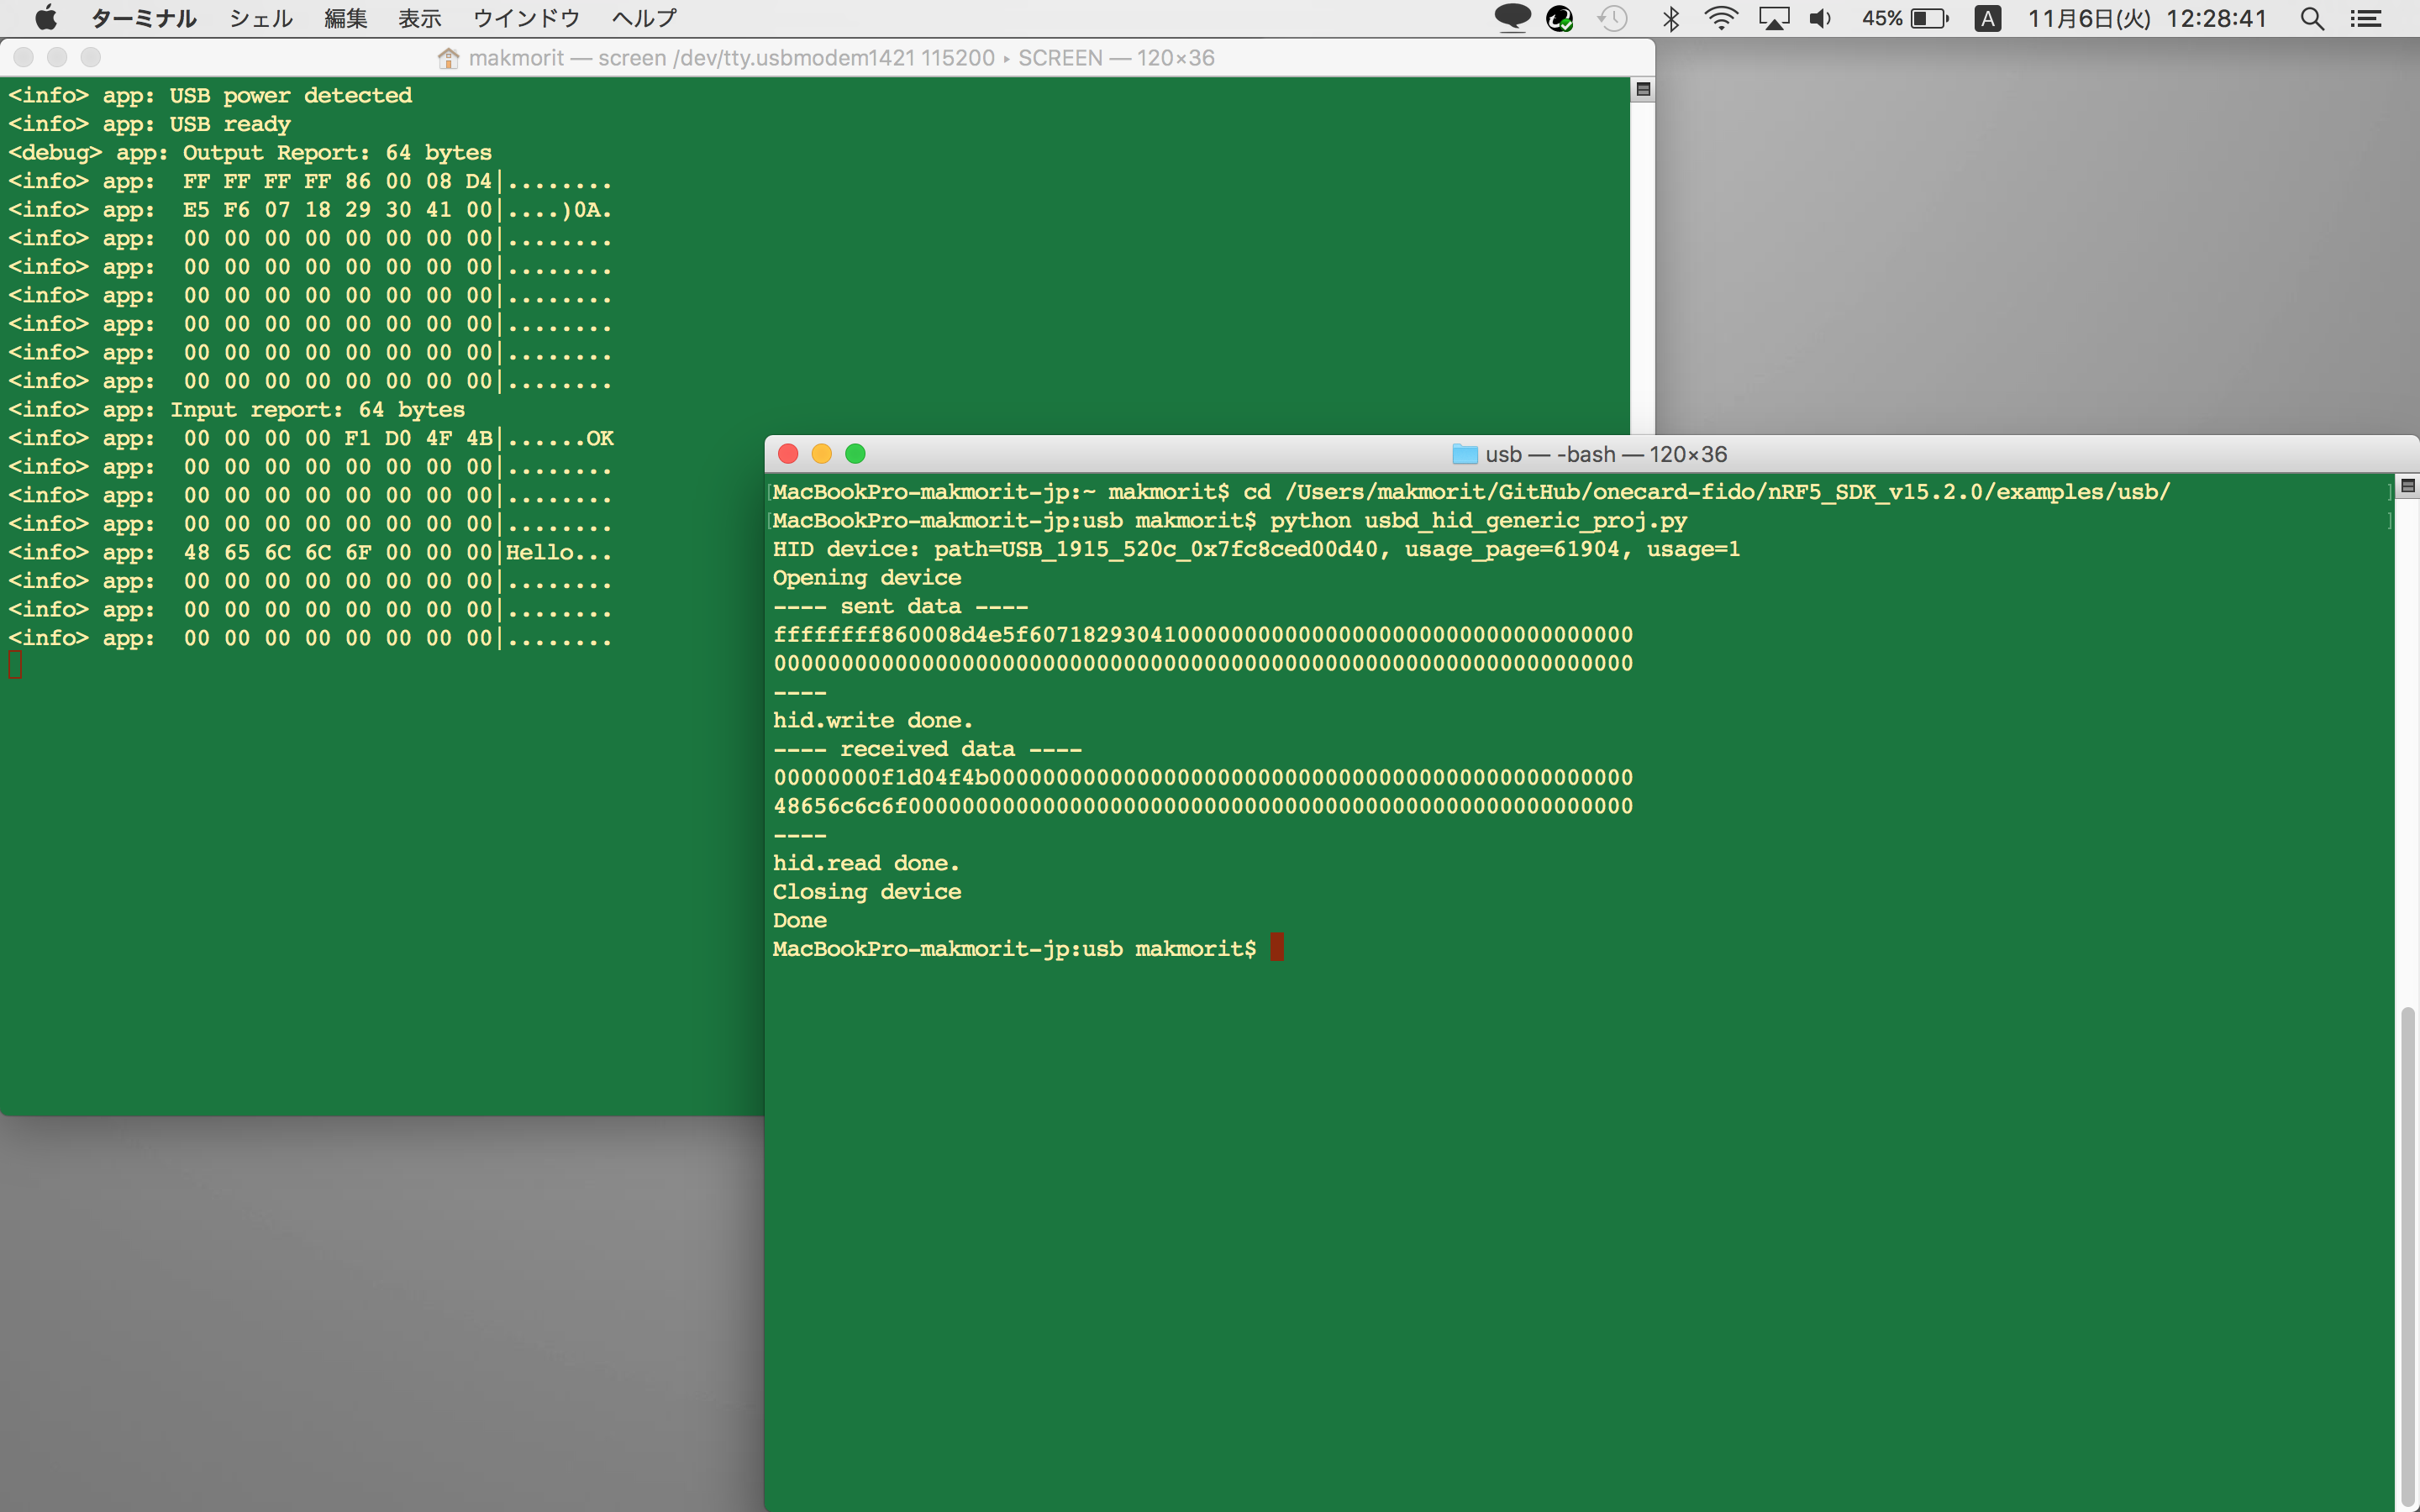 ターミナル シェル 編集 表示 ウインドウ ヘルプ 45% A 11月6日(火) 12:28:41
makmorit — screen /dev/tty.usbmodem1421 115200 ▸ SCREEN — 120×36
<info> app: USB power detected
<info> app: USB ready
<debug> app: Output Report: 64 bytes
<info> app:  FF FF FF FF 86 00 08 D4|........
<info> app:  E5 F6 07 18 29 30 41 00|....)0A.
<info> app:  00 00 00 00 00 00 00 00|........
<info> app:  00 00 00 00 00 00 00 00|........
<info> app:  00 00 00 00 00 00 00 00|........
<info> app:  00 00 00 00 00 00 00 00|........
<info> app:  00 00 00 00 00 00 00 00|........
<info> app:  00 00 00 00 00 00 00 00|........
<info> app: Input report: 64 bytes
<info> app:  00 00 00 00 F1 D0 4F 4B|......OK
<info> app:  00 00 00 00 00 00 00 00|........
<info> app:  00 00 00 00 00 00 00 00|........
<info> app:  00 00 00 00 00 00 00 00|........
<info> app:  48 65 6C 6C 6F 00 00 00|Hello...
<info> app:  00 00 00 00 00 00 00 00|........
<info> app:  00 00 00 00 00 00 00 00|........
<info> app:  00 00 00 00 00 00 00 00|........
usb — -bash — 120×36
[MacBookPro-makmorit-jp:~ makmorit$ cd /Users/makmorit/GitHub/onecard-fido/nRF5_SDK_v15.2.0/examples/usb/ ]
[MacBookPro-makmorit-jp:usb makmorit$ python usbd_hid_generic_proj.py ]
HID device: path=USB_1915_520c_0x7fc8ced00d40, usage_page=61904, usage=1
Opening device
---- sent data ----
ffffffff860008d4e5f60718293041000000000000000000000000000000000000
0000000000000000000000000000000000000000000000000000000000000000
----
hid.write done.
---- received data ----
00000000f1d04f4b000000000000000000000000000000000000000000000000
48656c6c6f000000000000000000000000000000000000000000000000000000
----
hid.read done.
Closing device
Done
MacBookPro-makmorit-jp:usb makmorit$